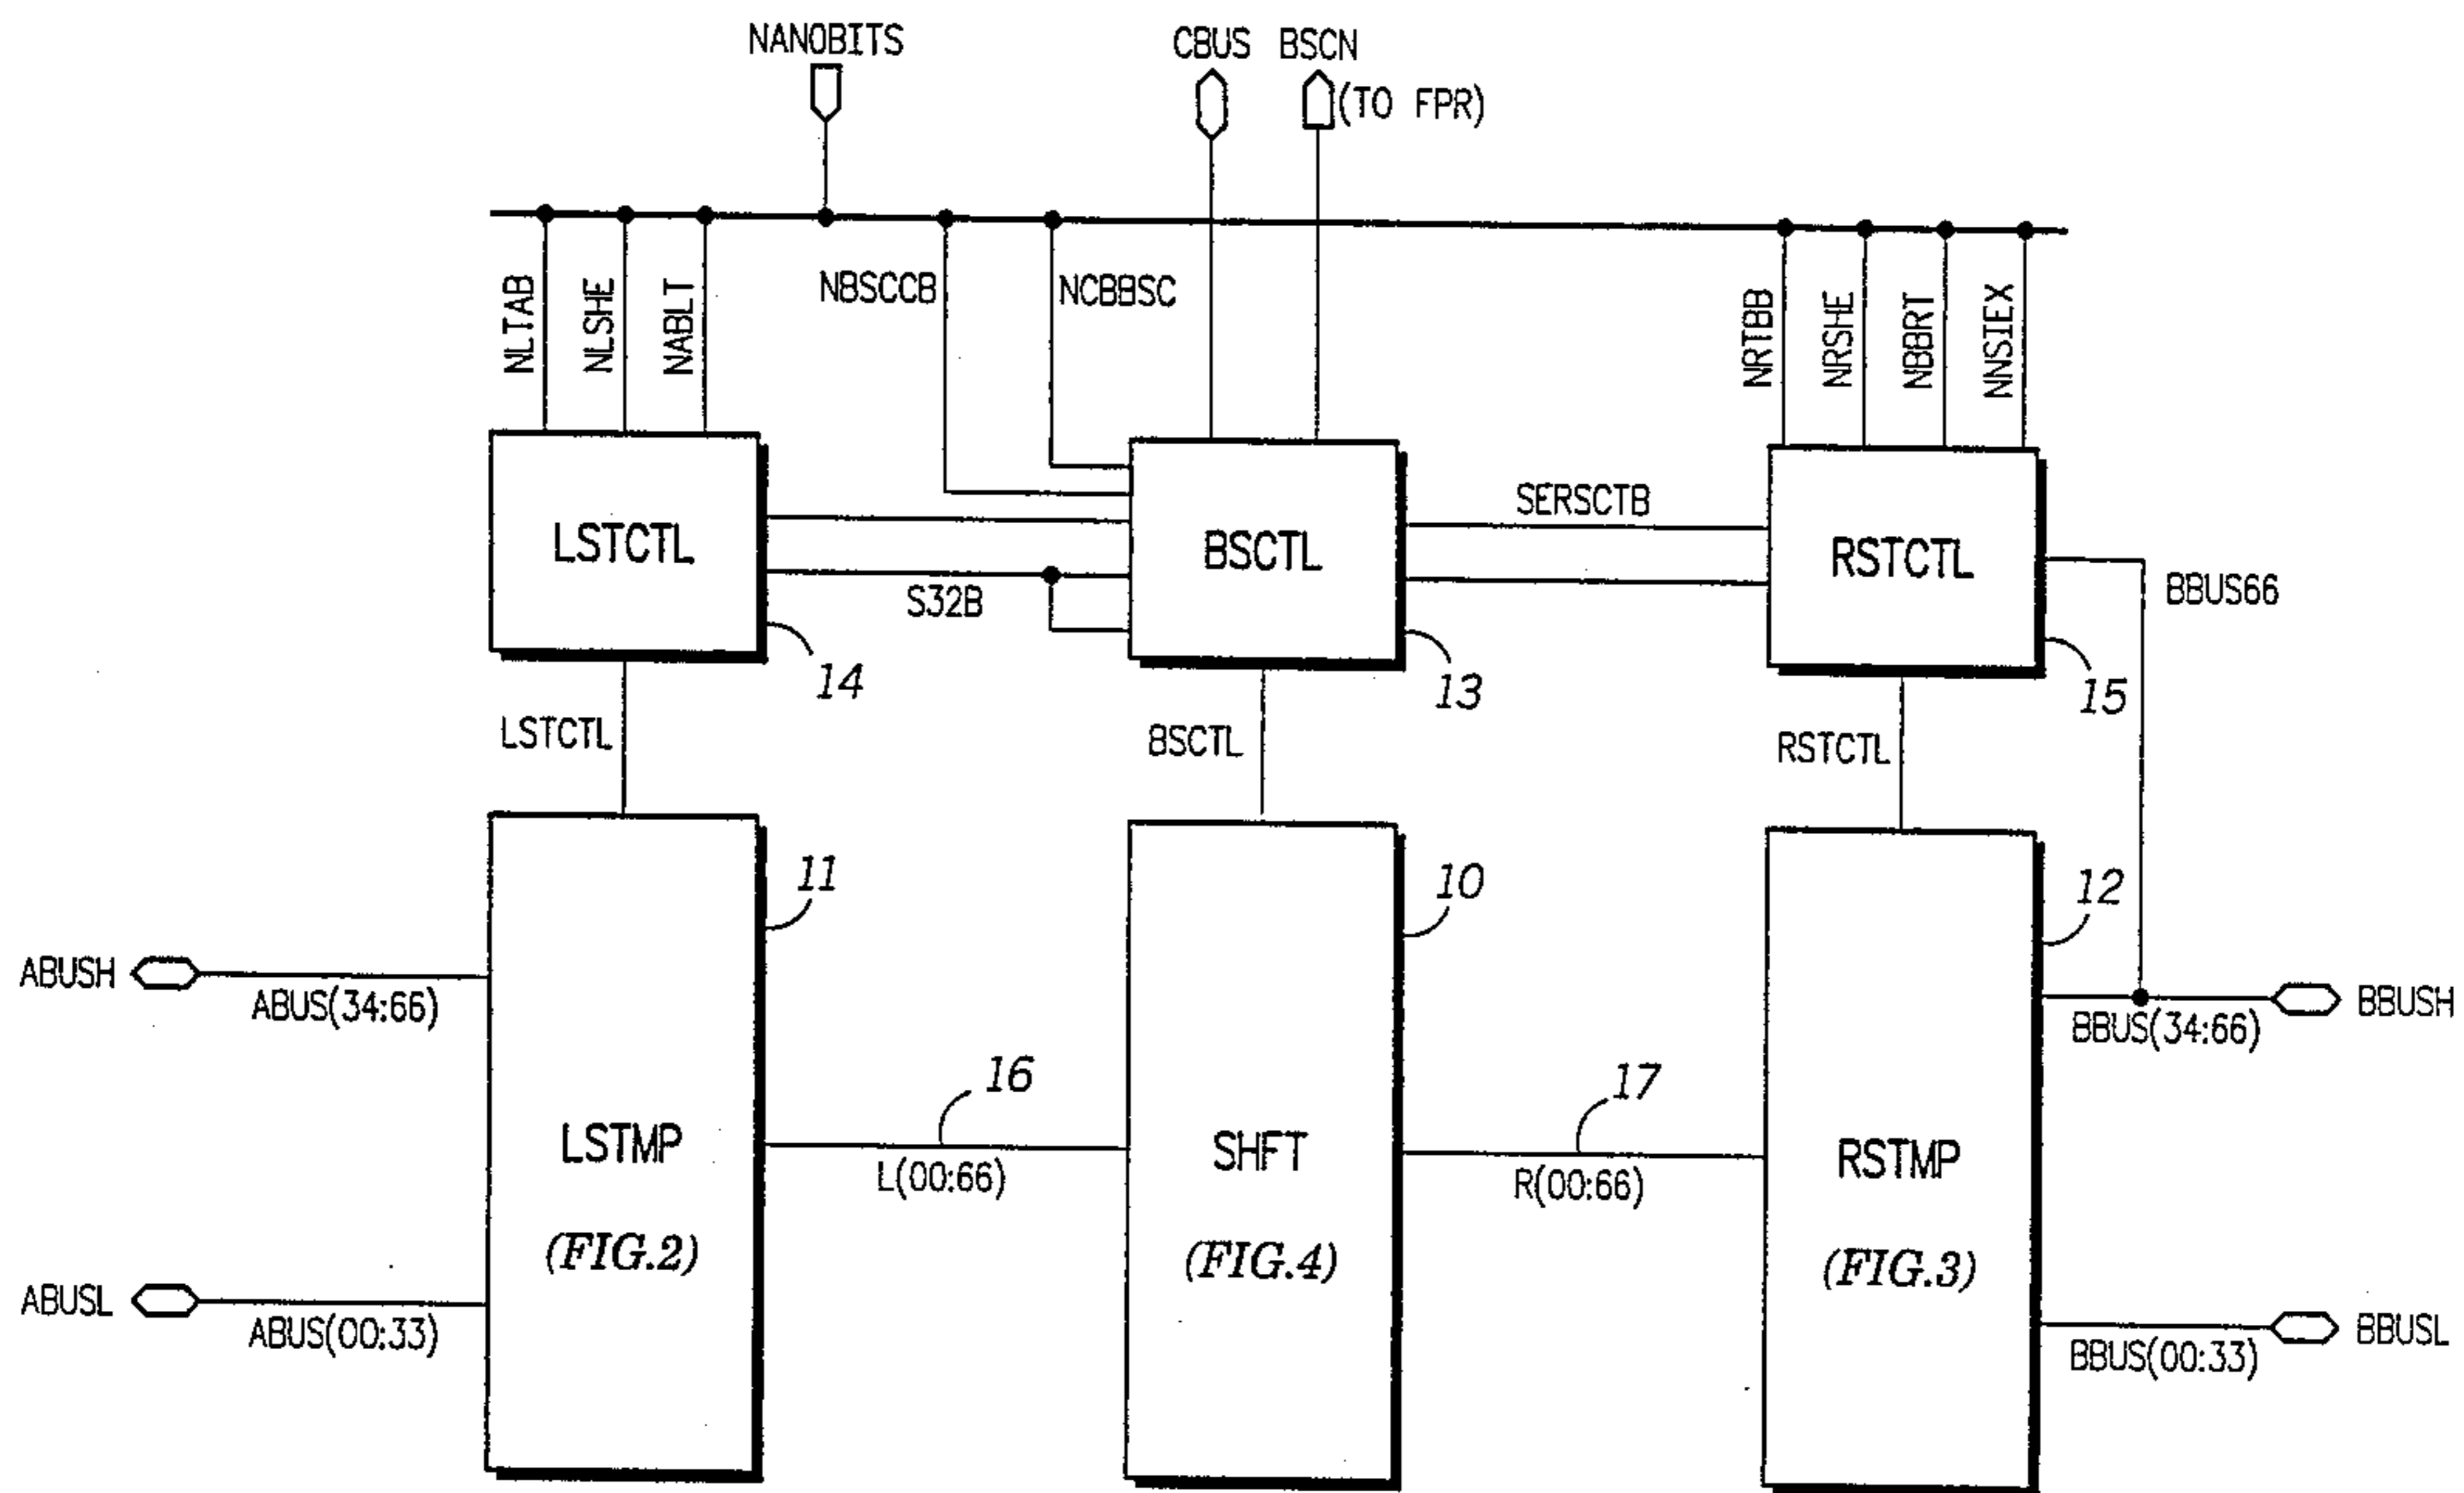 NANOBITS
CBUS BSCN
(TO FPR)
NLTAB
NLSHE
NABLT
NBSCCB
NCBBSC
NRTBB
NRSHE
NBBRT
NNSIEX
LSTCTL
BSCTL
RSTCTL
SERSCTB
S32B
BBUS66
14
13
15
LSTCTL
BSCTL
RSTCTL
11
10
12
ABUSH
ABUS(34:66)
BBUSH
BBUS(34:66)
16
17
LSTMP
(FIG.2)
L(00:66)
SHFT
(FIG.4)
R(00:66)
RSTMP
(FIG.3)
ABUSL
ABUS(00:33)
BBUSL
BBUS(00:33)